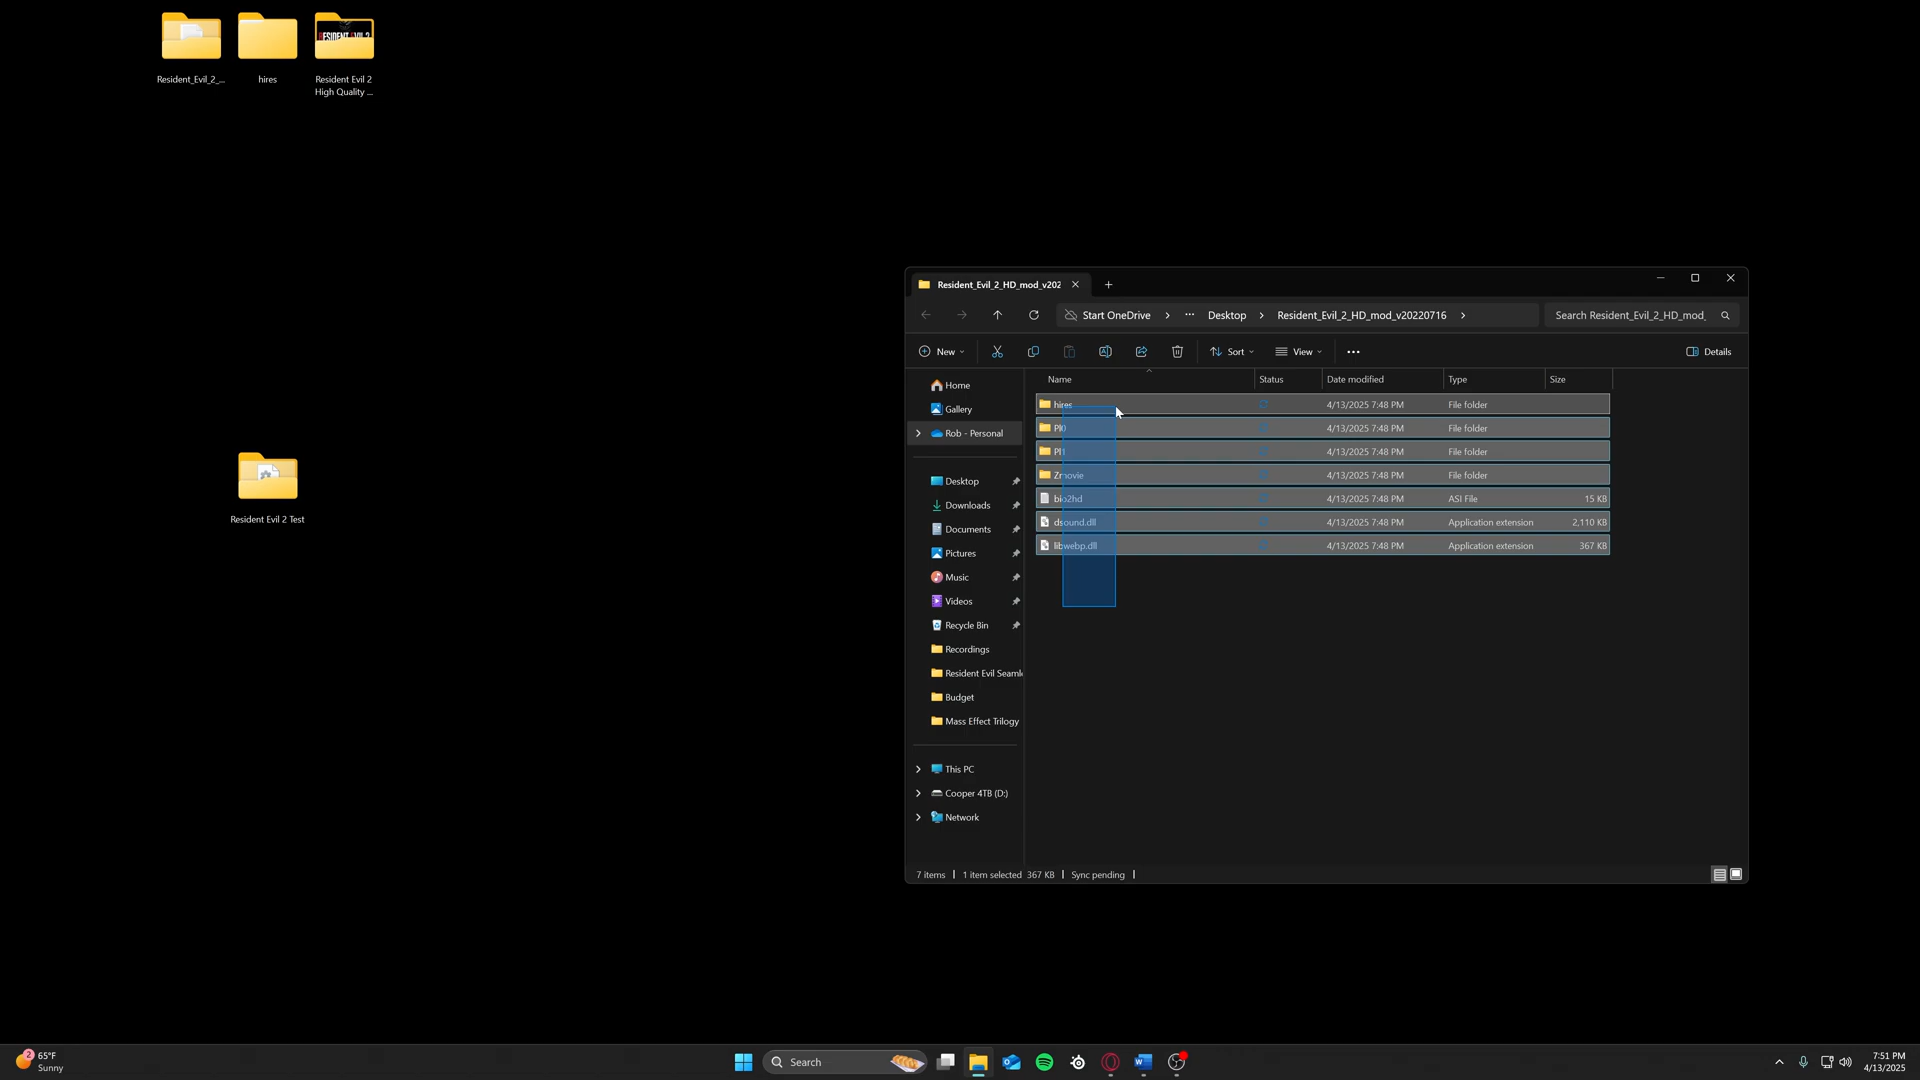 Resident_Evil_2_...
hires
Resident Evil 2
High Quality ...
RESIDENT EVIL 2
Resident Evil 2 Test
Resident_Evil_2_HD_mod_v202
Start OneDrive
Desktop
Resident_Evil_2_HD_mod_v20220716
Search Resident_Evil_2_HD_mod_
New
Sort
View
Details
Home
Gallery
Rob - Personal
Desktop
Downloads
Documents
Pictures
Music
Videos
Recycle Bin
Recordings
Resident Evil Seaml
Budget
Mass Effect Trilogy
This PC
Cooper 4TB (D:)
Network
Name Status Date modified Type Size
hires 4/13/2025 7:48 PM File folder
Pl0 4/13/2025 7:48 PM File folder
Pl1 4/13/2025 7:48 PM File folder
Zmovie 4/13/2025 7:48 PM File folder
bio2hd 4/13/2025 7:48 PM ASI File 15 KB
dsound.dll 4/13/2025 7:48 PM Application extension 2,110 KB
libwebp.dll 4/13/2025 7:48 PM Application extension 367 KB
7 items 1 item selected 367 KB Sync pending
2
65°F
Sunny
Search
7:51 PM
4/13/2025